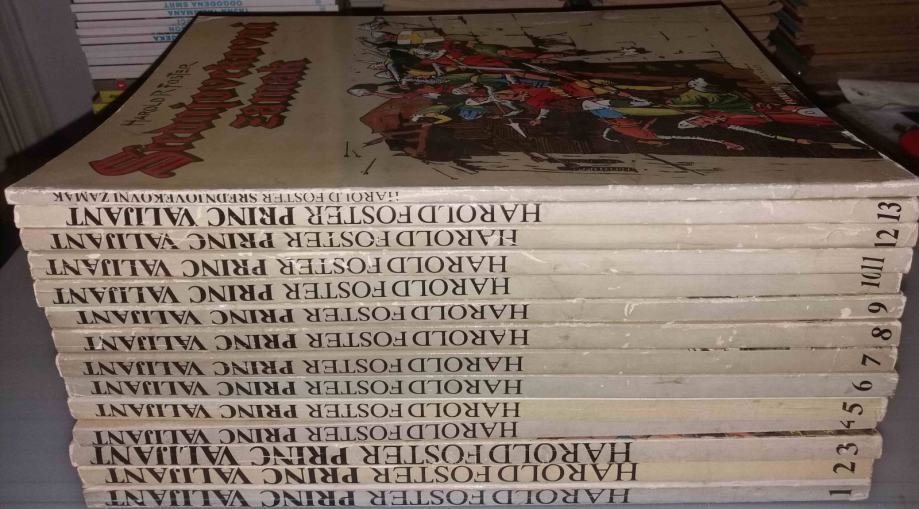 HAROLD R. FOSTER
Srednjovekovni
zamak
HAROLD FOSTER SREDNJOVEKOVNI ZAMAK
HAROLD FOSTER PRINC VALIJANT 13
HAROLD FOSTER PRINC VALIJANT 12
HAROLD FOSTER PRINC VALIJANT 11
HAROLD FOSTER PRINC VALIJANT 10
HAROLD FOSTER PRINC VALIJANT 9
HAROLD FOSTER PRINC VALIJANT 8
HAROLD FOSTER PRINC VALIJANT 7
HAROLD FOSTER PRINC VALIJANT 6
HAROLD FOSTER PRINC VALIJANT 5
HAROLD FOSTER PRINC VALIJANT 4
HAROLD FOSTER PRINC VALIJANT 3
HAROLD FOSTER PRINC VALIJANT 2
HAROLD FOSTER PRINC VALIJANT 1